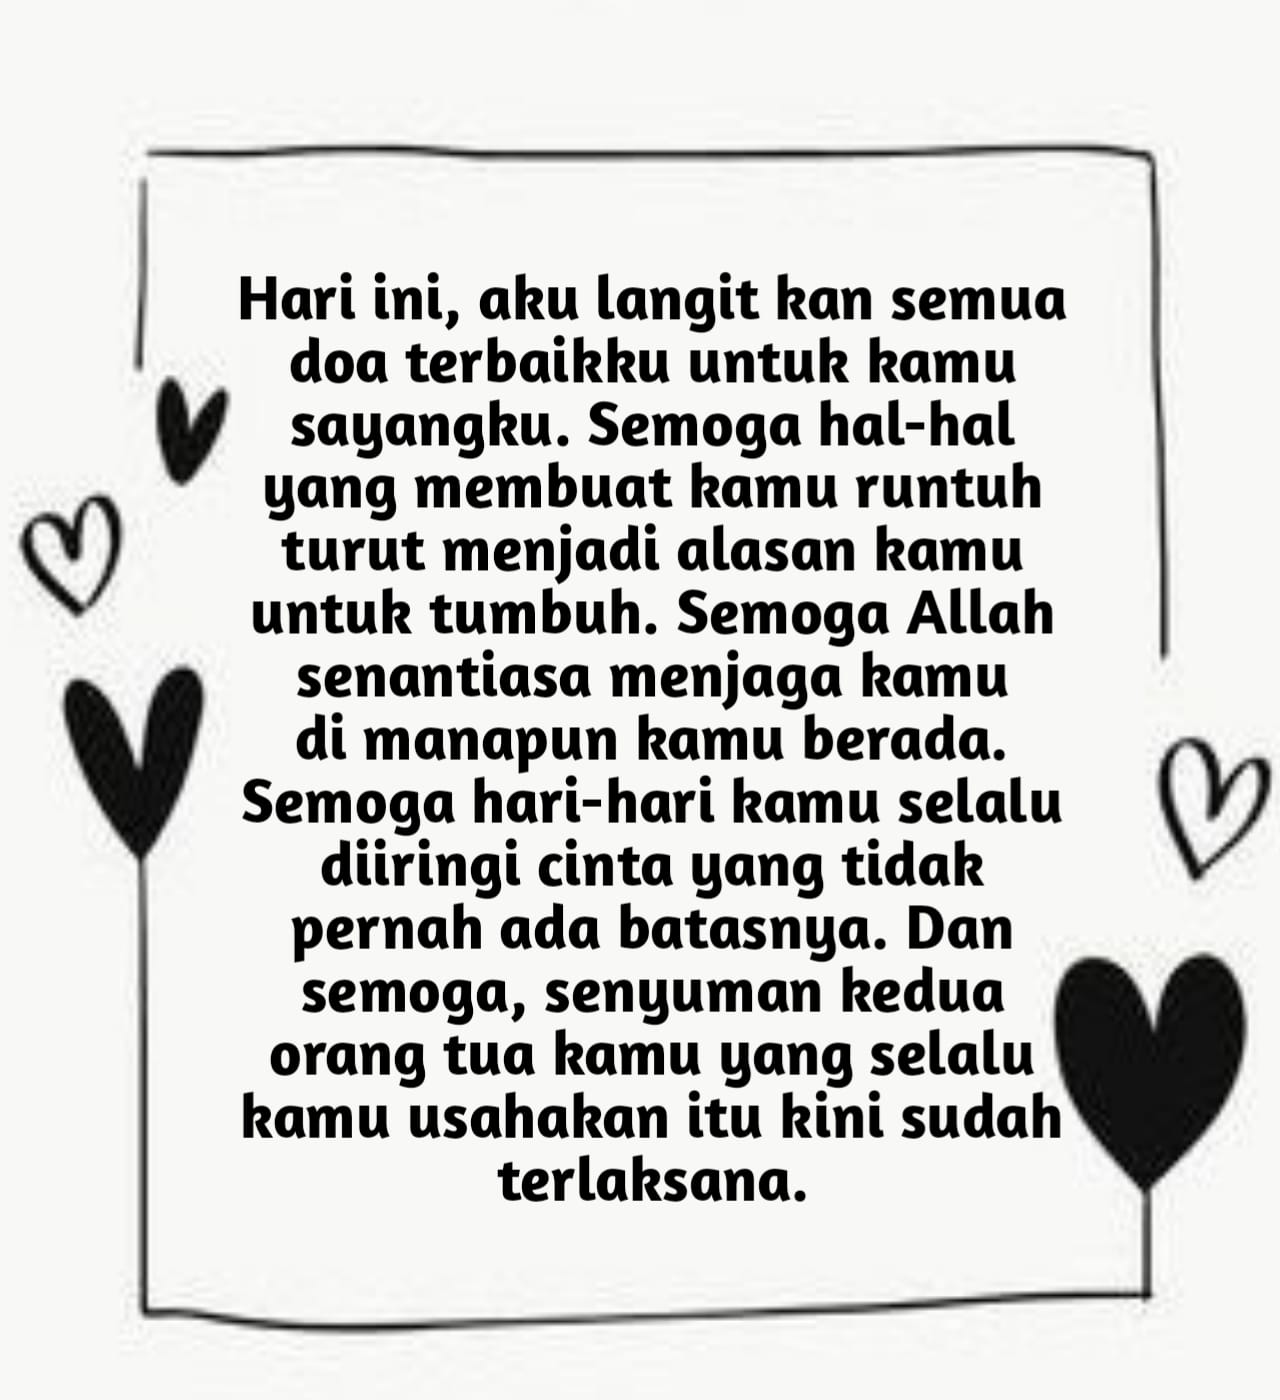 Hari ini, aku langit kan semua
doa terbaikku untuk kamu
sayangku. Semoga hal-hal
yang membuat kamu runtuh
turut menjadi alasan kamu
untuk tumbuh. Semoga Allah
senantiasa menjaga kamu
di manapun kamu berada.
Semoga hari-hari kamu selalu
diiringi cinta yang tidak
pernah ada batasnya. Dan
semoga, senyuman kedua
orang tua kamu yang selalu
kamu usahakan itu kini sudah
terlaksana.